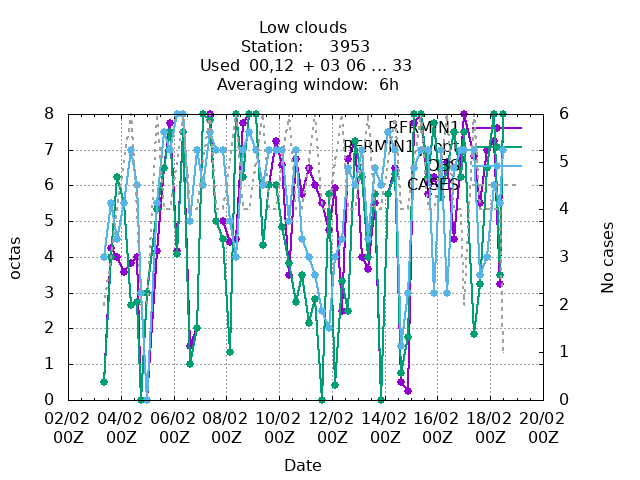 Low clouds
Station: 3953
Used 00,12 + 03 06 ... 33
Averaging window: 6h
8 7 6 5 4 3 2 1 0
6 5 4 3 2 1 0
octas
No cases
CASES
02/02 04/02 06/02 08/02 10/02 12/02 14/02 16/02 18/02 20/02
00Z 00Z 00Z 00Z 00Z 00Z 00Z 00Z 00Z 00Z
Date